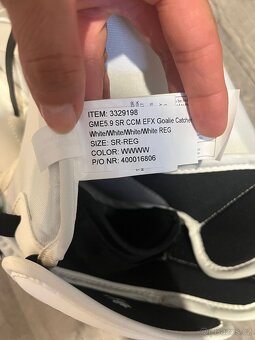 ITEM: 3329198
GME5.9 SR CCM EFX Goalie Catche
White/White/White/White REG
SIZE: SR-REG
COLOR: WWWW
P/O NR: 400016806